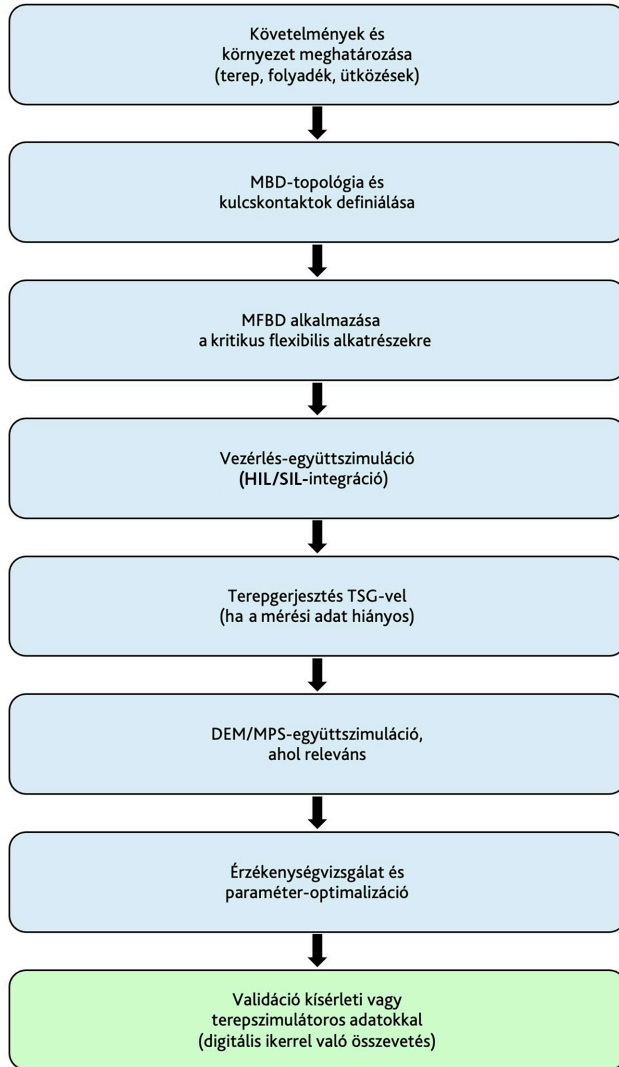 Követelmények és
környezet meghatározása
(terep, folyadék, ütközések)
MBD-topológia és
kulcskontaktok definiálása
MFBD alkalmazása
a kritikus flexibilis alkatrészekre
Vezérlés-együttszimuláció
(HIL/SIL-integráció)
Terepgerjesztés TSG-vel
(ha a mérési adat hiányos)
DEM/MPS-együttszimuláció,
ahol releváns
Érzékenységvizsgálat és
paraméter-optimalizáció
Validáció kísérleti vagy
terepszimulátoros adatokkal
(digitális ikerrel való összevetés)